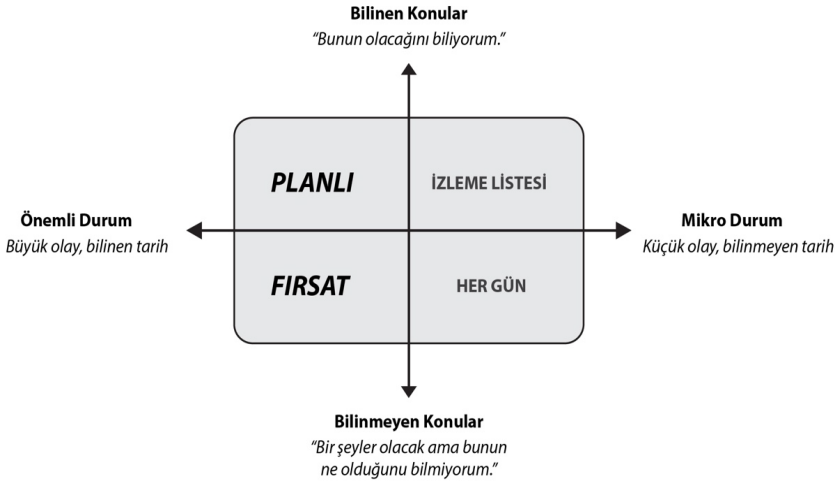 Bilinen Konular
“Bunun olacağını biliyorum.”
PLANLI
İZLEME LİSTESİ
Önemli Durum
Büyük olay, bilinen tarih
Mikro Durum
Küçük olay, bilinmeyen tarih
FIRSAT
HER GÜN
Bilinmeyen Konular
“Bir şeyler olacak ama bunun
ne olduğunu bilmiyorum.”